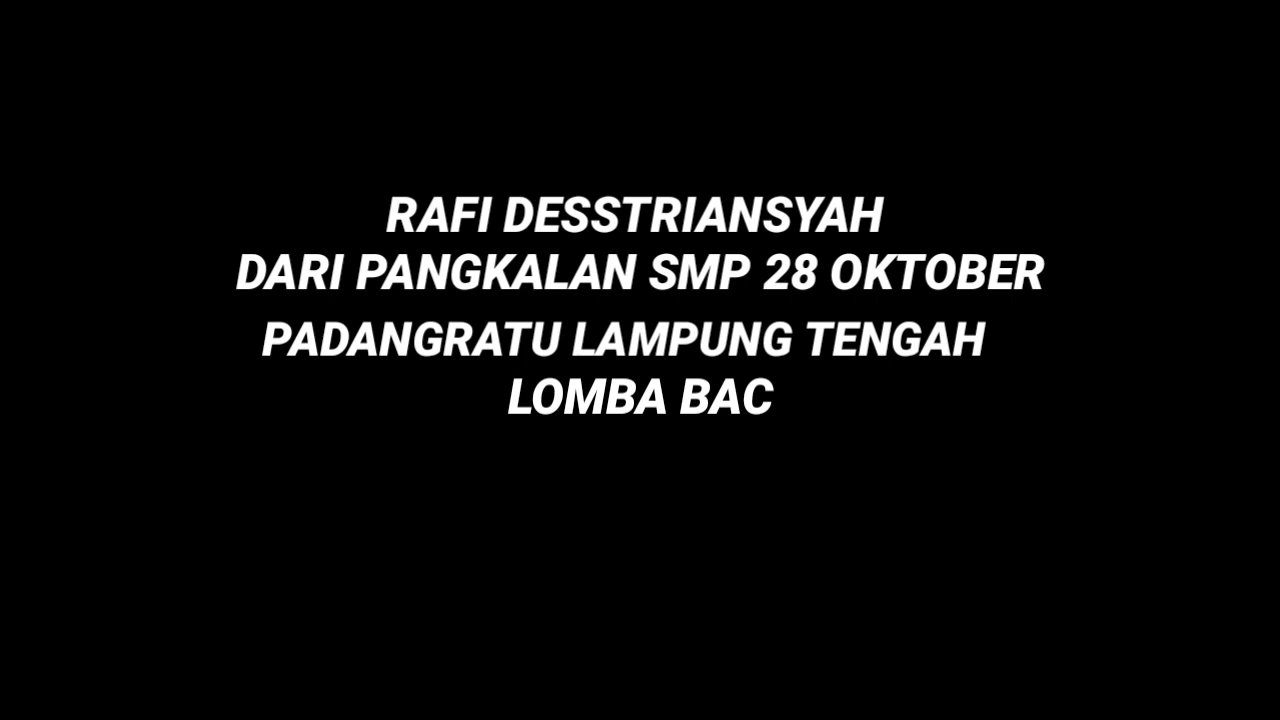 RAFI DESSTRIANSYAH
DARI PANGKALAN SMP 28 OKTOBER
PADANGRATU LAMPUNG TENGAH
LOMBA BAC